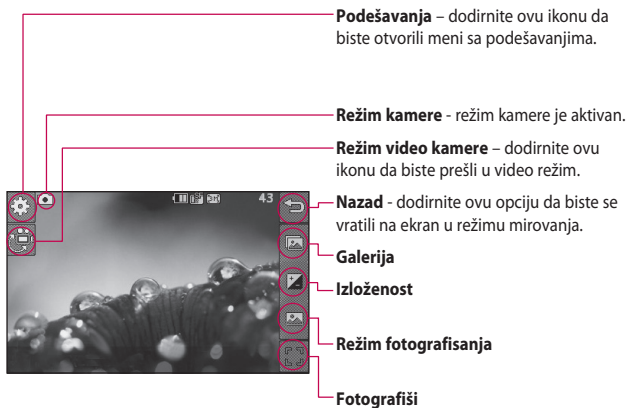 Podešavanja – dodirnite ovu ikonu da
biste otvorili meni sa podešavanjima.
Režim kamere - režim kamere je aktivan.
Režim video kamere – dodirnite ovu
ikonu da biste prešli u video režim.
Nazad - dodirnite ovu opciju da biste se
vratili na ekran u režimu mirovanja.
43
Galerija
Izloženost
Režim fotografisanja
Fotografiši